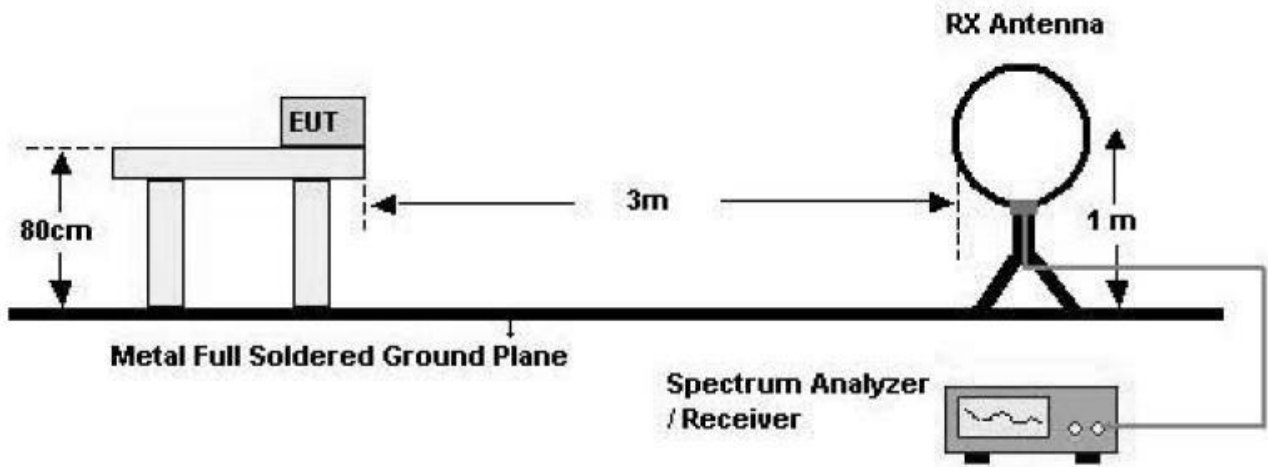 RX Antenna
EUT
3m
80cm
1 m
Metal Full Soldered Ground Plane
Spectrum Analyzer
/ Receiver